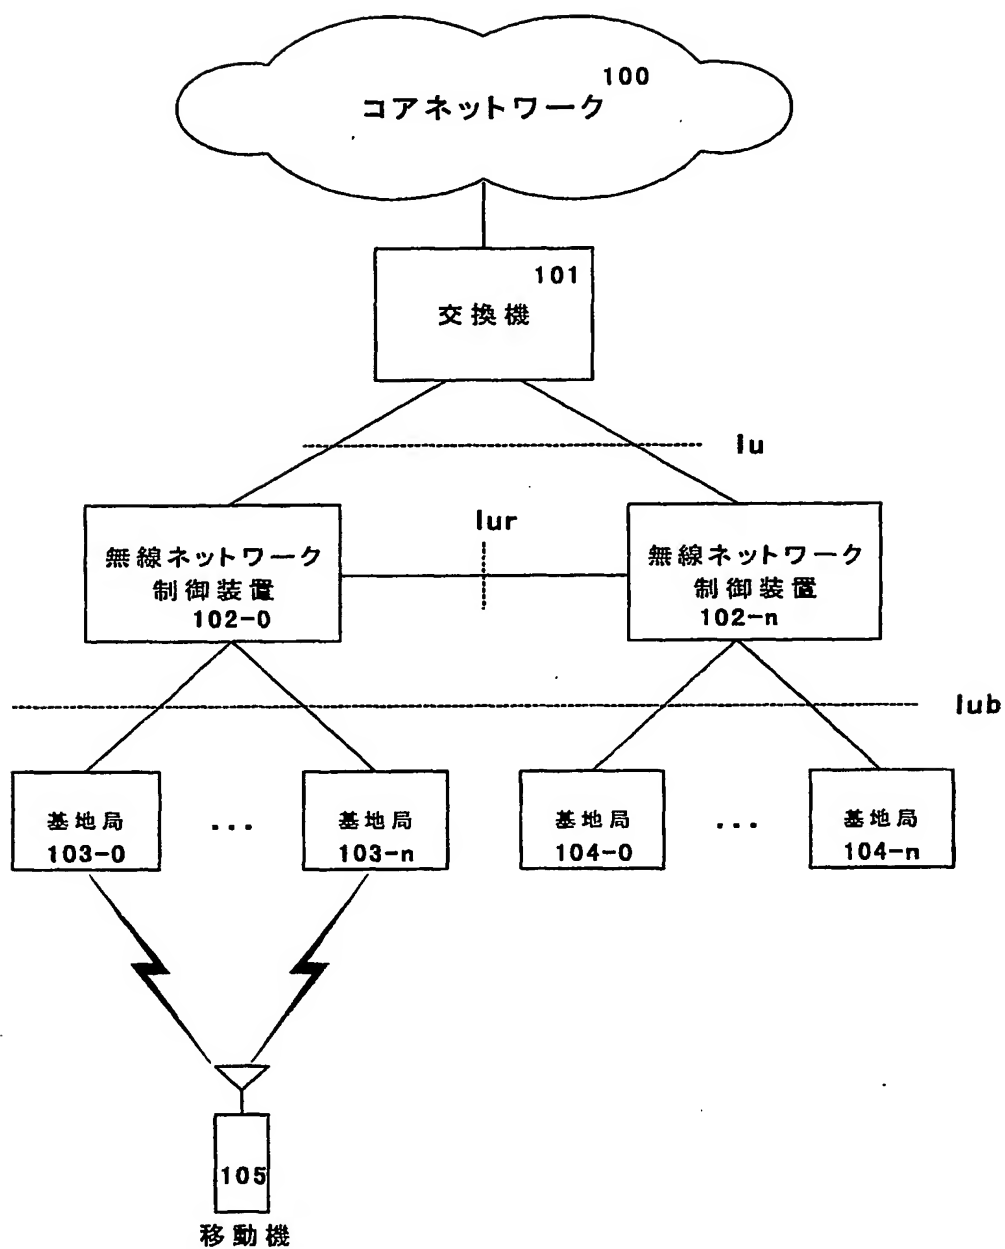 100
コアネットワーク
101
交換機
Iu
Iur
無線ネットワーク
制御装置
102-0
無線ネットワーク
制御装置
102-n
Iub
基地局
103-0
...
基地局
103-n
基地局
104-0
...
基地局
104-n
105
移動機